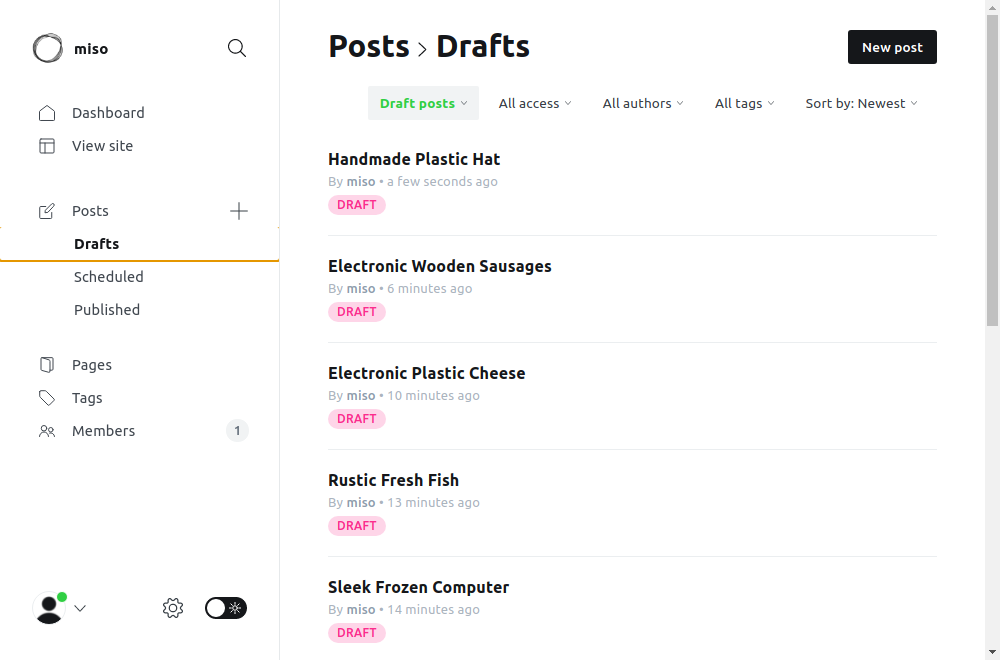 miso
Dashboard
View site
Posts
Drafts
Scheduled
Published
Pages
Tags
Members 1
Posts › Drafts
New post
Draft posts
All access
All authors
All tags
Sort by: Newest
Handmade Plastic Hat
By miso • a few seconds ago
DRAFT
Electronic Wooden Sausages
By miso • 6 minutes ago
DRAFT
Electronic Plastic Cheese
By miso • 10 minutes ago
DRAFT
Rustic Fresh Fish
By miso • 13 minutes ago
DRAFT
Sleek Frozen Computer
By miso • 14 minutes ago
DRAFT